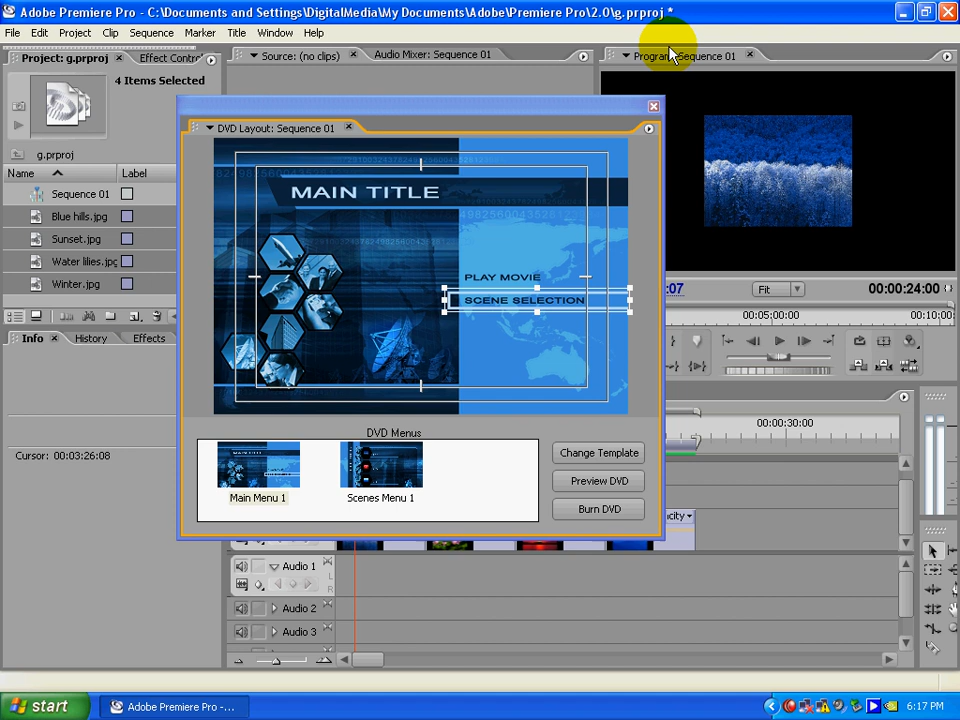 Adobe Premiere Pro - C:\Documents and Settings\DigitalMedia\My Documents\Adobe\Premiere Pro\2.0\g.prproj *
File Edit Project Clip Sequence Marker Title Window Help
Project: g.prproj
Effect Contro
Source: (no clips)
Audio Mixer: Sequence 01
Program: Sequence 01
4 Items Selected
g.prproj
Name Label
Sequence 01
Blue hills.jpg
Sunset.jpg
Water lilies.jpg
Winter.jpg
Info History Effects
Cursor: 00:03:26:08
DVD Layout: Sequence 01
MAIN TITLE
PLAY MOVIE
SCENE SELECTION
DVD Menus
Main Menu 1
Scenes Menu 1
Change Template
Preview DVD
Burn DVD
:07
Fit
00:00:24:00
00:05;00:00
00:10;00
00:00:30:00
acity
Audio 1
L
R
Audio 2
Audio 3
start
Adobe Premiere Pro -...
6:17 PM